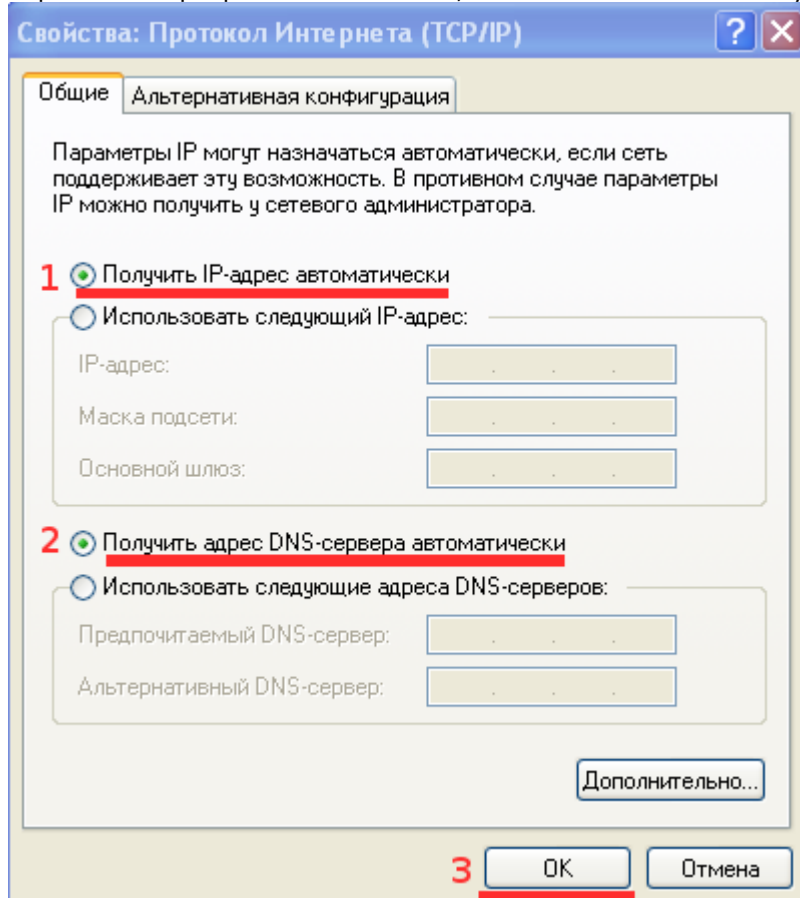 Свойства: Протокол Интернета (TCP/IP)
?
Общие
Альтернативная конфигурация
Параметры IP могут назначаться автоматически, если сеть
поддерживает эту возможность. В противном случае параметры
IP можно получить у сетевого администратора.
1 Получить IP-адрес автоматически
Использовать следующий IP-адрес:
IP-адрес:
Маска подсети:
Основной шлюз:
2 Получить адрес DNS-сервера автоматически
Использовать следующие адреса DNS-серверов:
Предпочитаемый DNS-сервер:
Альтернативный DNS-сервер:
Дополнительно...
3 ОК Отмена